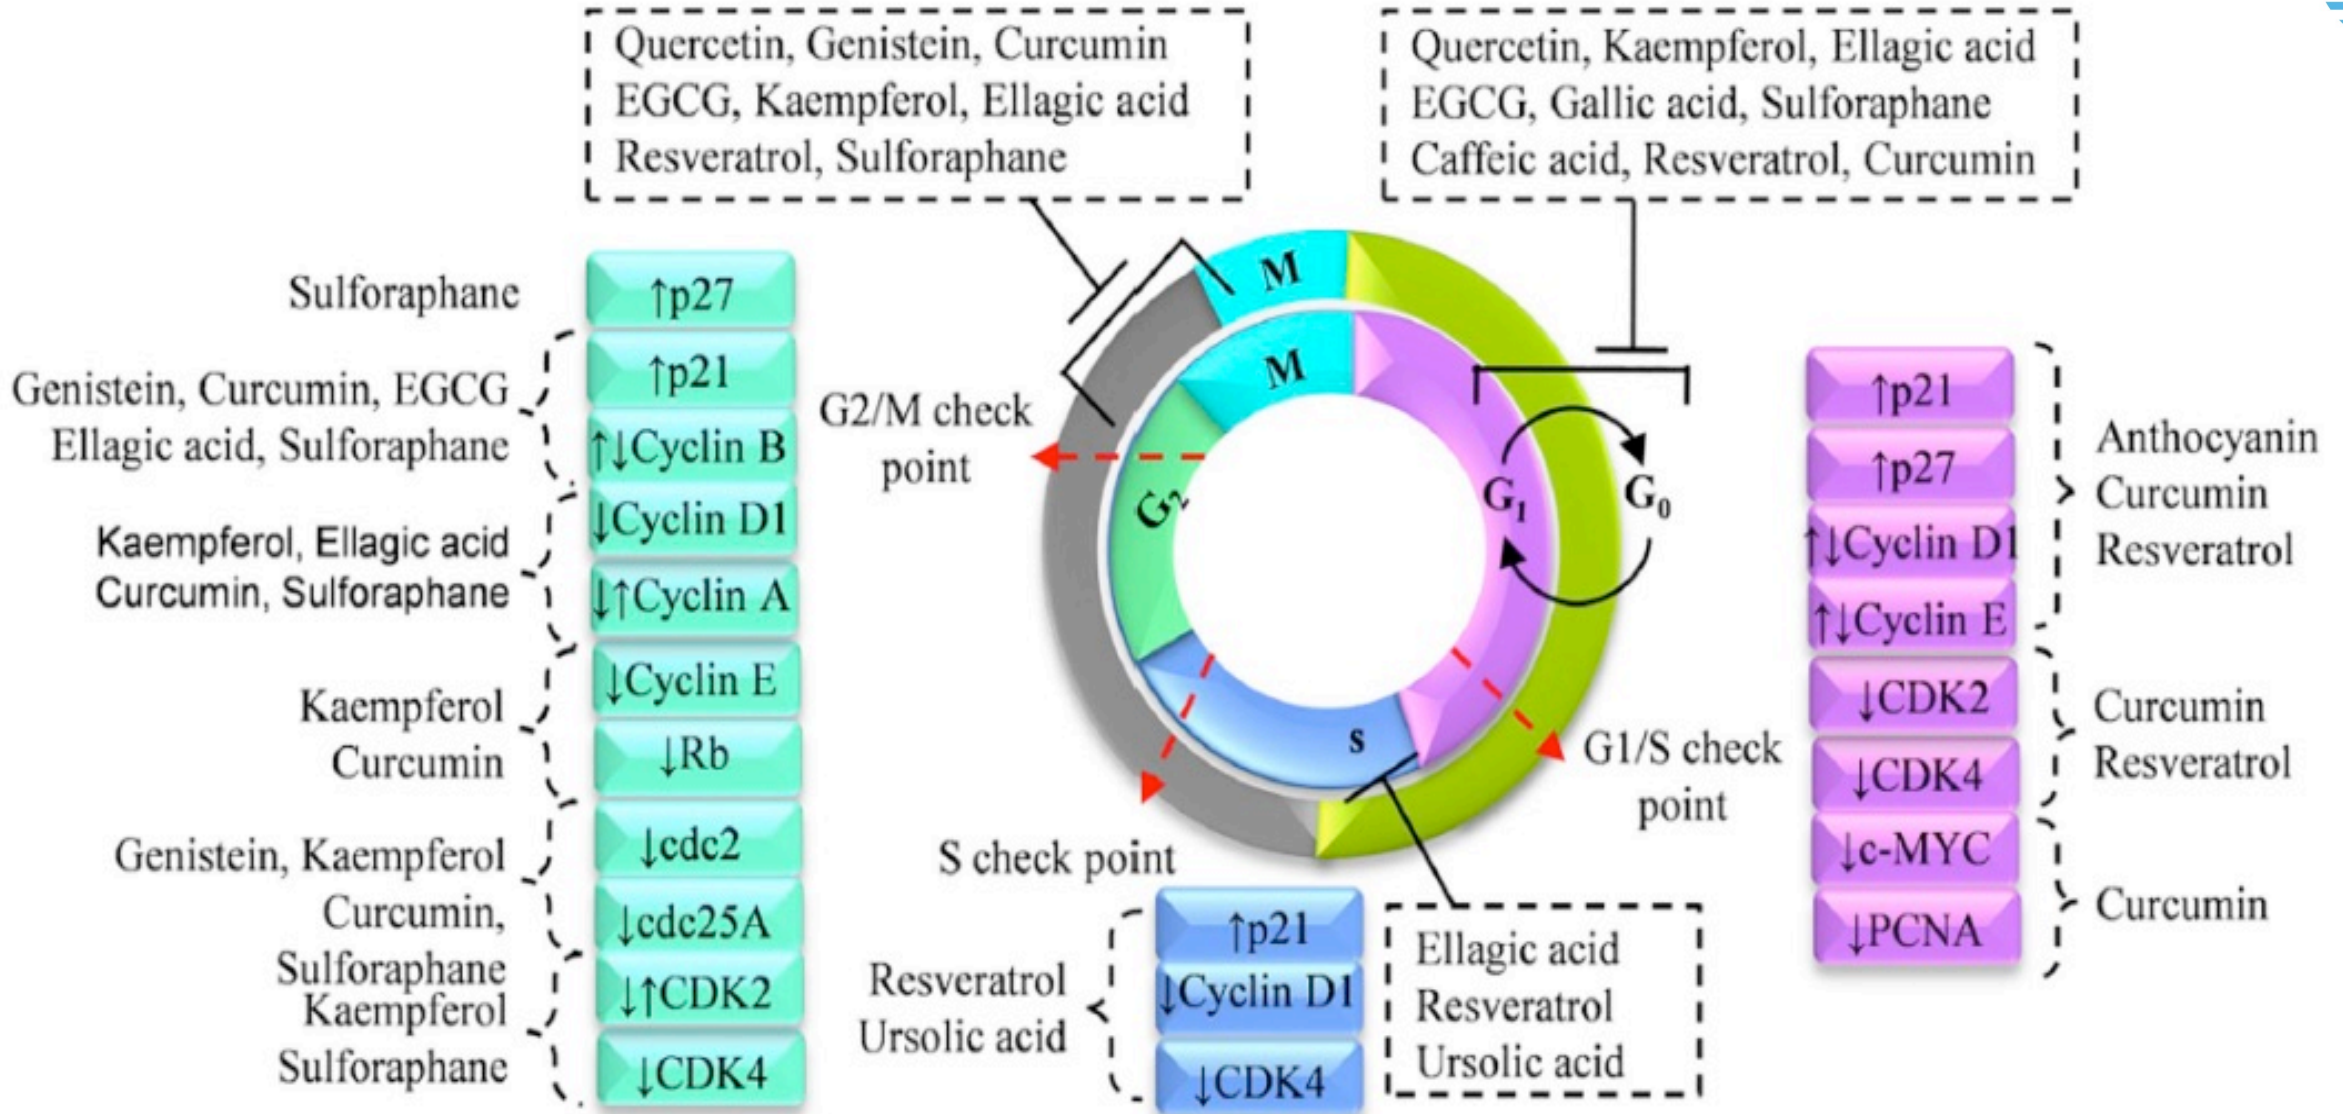 Quercetin, Genistein, Curcumin
EGCG, Kaempferol, Ellagic acid
Resveratrol, Sulforaphane
Quercetin, Kaempferol, Ellagic acid
EGCG, Gallic acid, Sulforaphane
Caffeic acid, Resveratrol, Curcumin
Sulforaphane
Genistein, Curcumin, EGCG
Ellagic acid, Sulforaphane
Kaempferol, Ellagic acid
Curcumin, Sulforaphane
Kaempferol
Curcumin
Genistein, Kaempferol
Curcumin,
Sulforaphane
Kaempferol
Sulforaphane
↑p27
↑p21
↑↓Cyclin B
↓Cyclin D1
↓↑Cyclin A
↓Cyclin E
↓Rb
↓cdc2
↓cdc25A
↓↑CDK2
↓CDK4
G2/M check
point
M
M
G₂
G₁
G₀
s
G1/S check
point
S check point
Resveratrol
Ursolic acid
↑p21
↓Cyclin D1
↓CDK4
Ellagic acid
Resveratrol
Ursolic acid
↑p21
↑p27
↑↓Cyclin D1
↑↓Cyclin E
↓CDK2
↓CDK4
↓c-MYC
↓PCNA
Anthocyanin
Curcumin
Resveratrol
Curcumin
Resveratrol
Curcumin